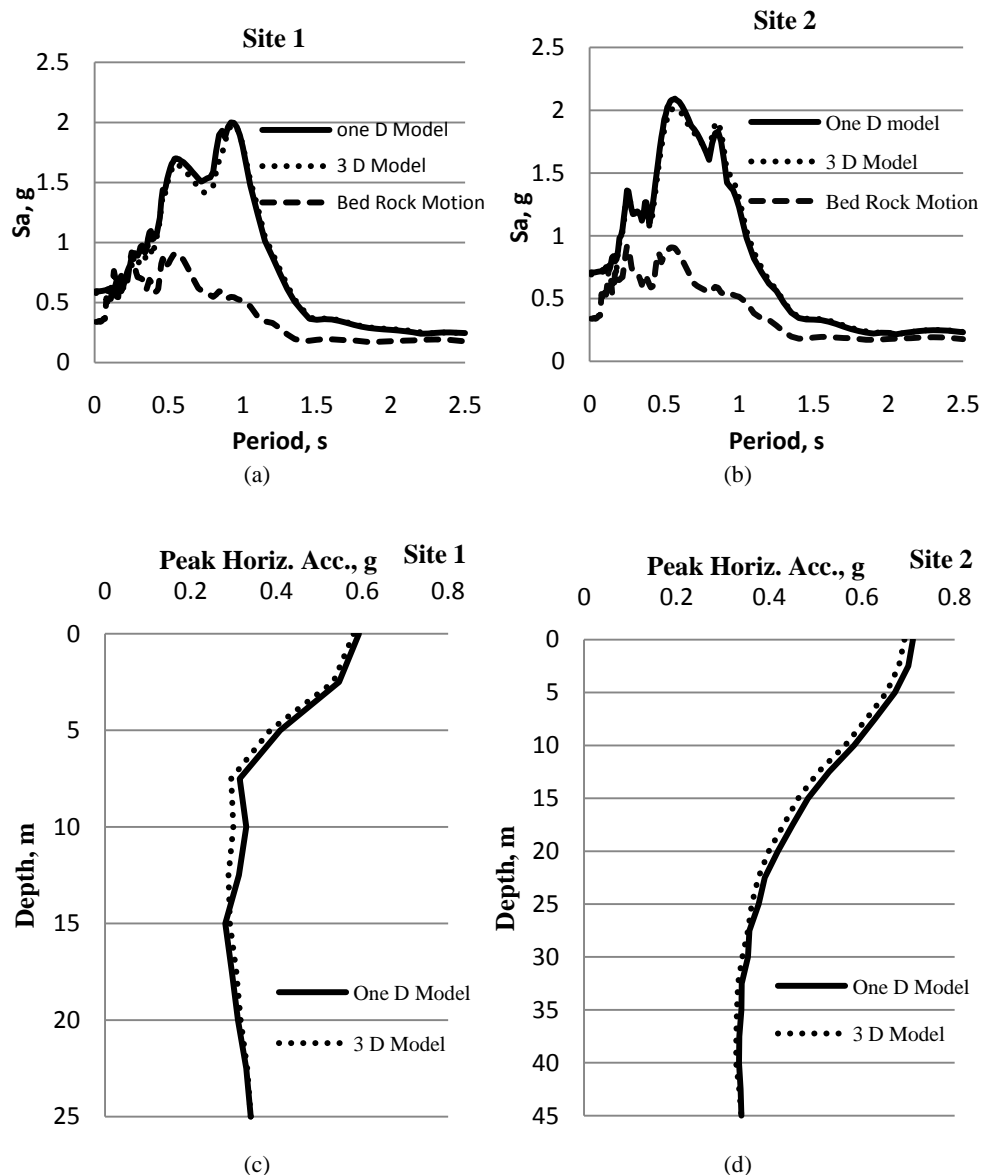 Site 1
2.5
2
1.5
1
0.5
0
Sa, g
one D Model
3 D Model
Bed Rock Motion
0 0.5 1 1.5 2 2.5
Period, s
(a)
Site 2
2.5
2
1.5
1
0.5
0
Sa, g
One D model
3 D Model
Bed Rock Motion
0 0.5 1 1.5 2 2.5
Period, s
(b)
Peak Horiz. Acc., g Site 1
0 0.2 0.4 0.6 0.8
0
5
10
15
20
25
Depth, m
One D Model
3 D Model
(c)
Peak Horiz. Acc., g Site 2
0 0.2 0.4 0.6 0.8
0
5
10
15
20
25
30
35
40
45
Depth, m
One D Model
3 D Model
(d)